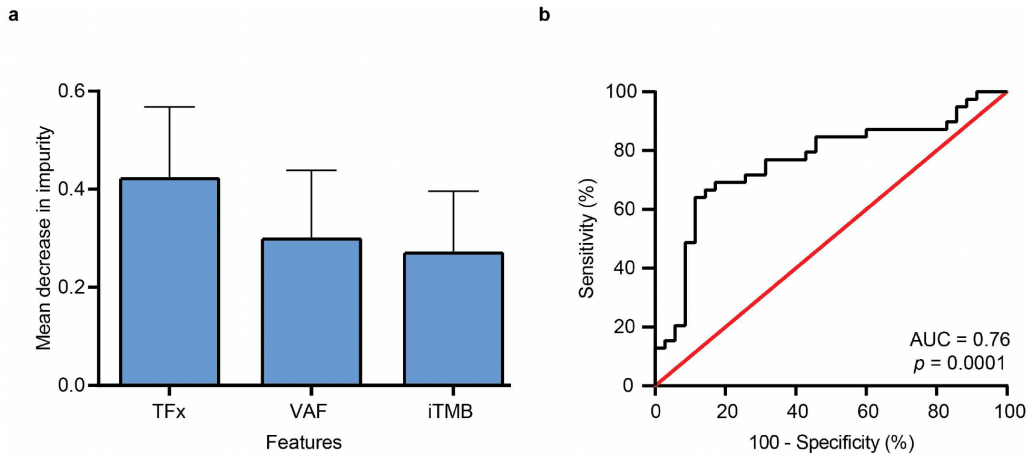 a
Mean decrease in impurity
0.6
0.4
0.2
0.0
TFx
VAF
iTMB
Features
b
Sensitivity (%)
100
80
60
40
20
0
0
20
40
60
80
100
100 - Specificity (%)
AUC = 0.76
p = 0.0001